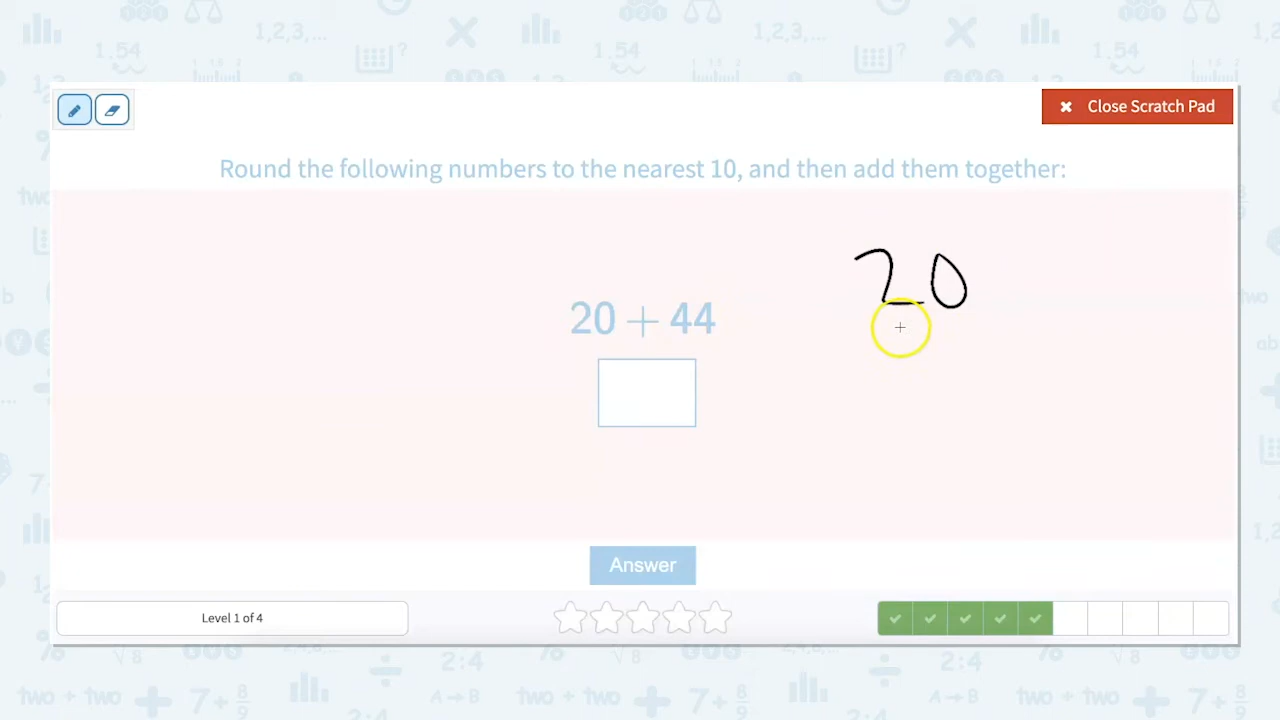 Close Scratch Pad
Round the following numbers to the nearest 10, and then add them together:
20
20 + 44
Answer
Level 1 of 4